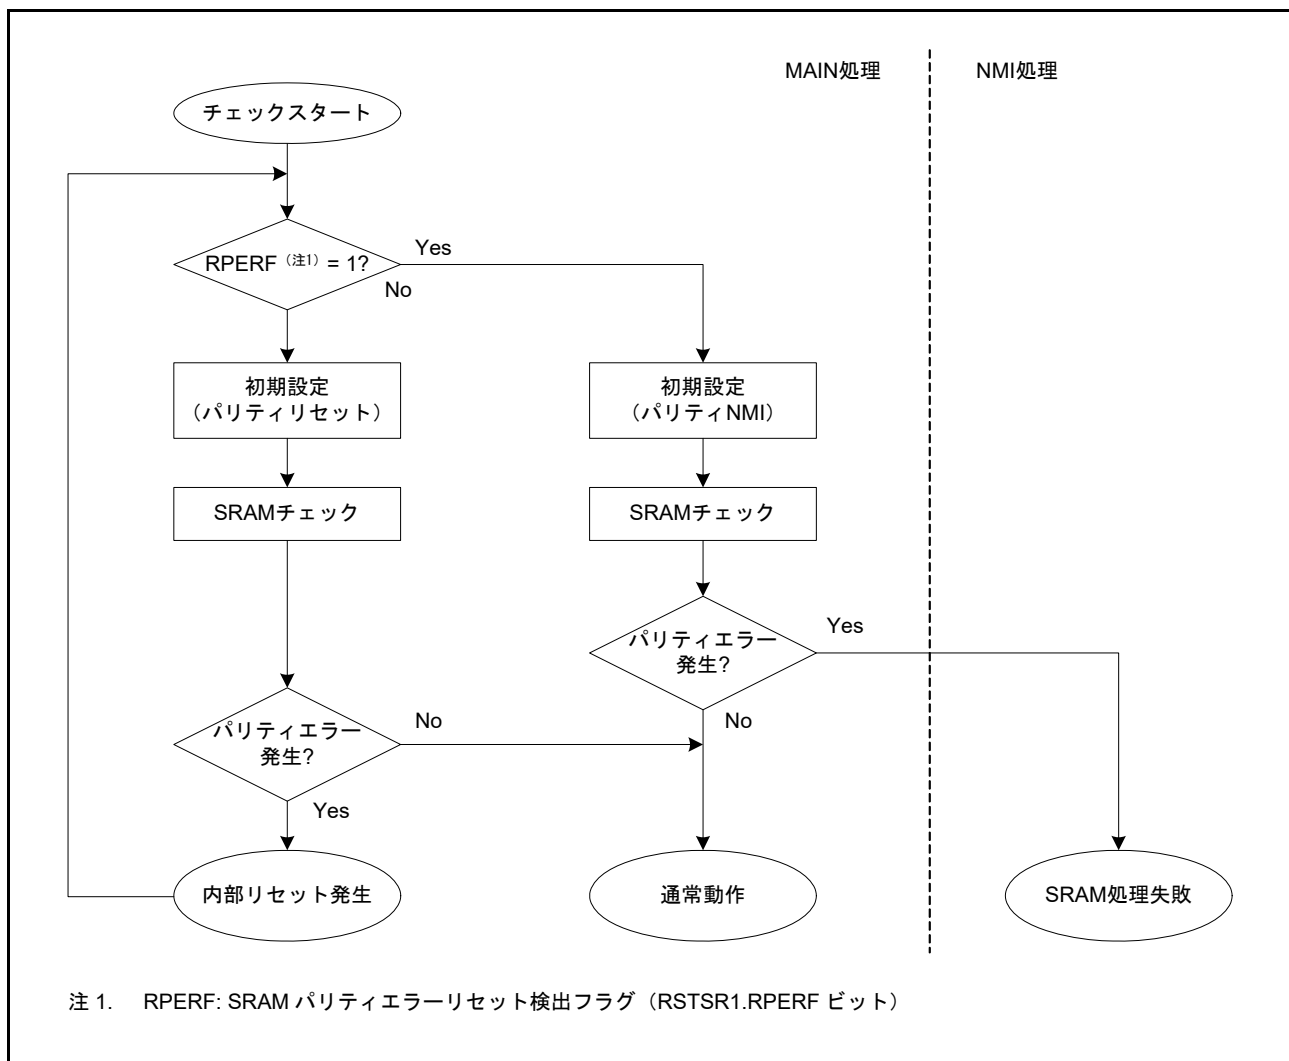 MAIN処理
NMI処理
チェックスタート
RPERF（注1） = 1?
Yes
No
初期設定
（パリティリセット）
初期設定
（パリティNMI）
SRAMチェック
SRAMチェック
パリティエラー
発生?
Yes
No
パリティエラー
発生?
No
Yes
内部リセット発生
通常動作
SRAM処理失敗
注 1. RPERF: SRAM パリティエラーリセット検出フラグ（RSTSR1.RPERF ビット）